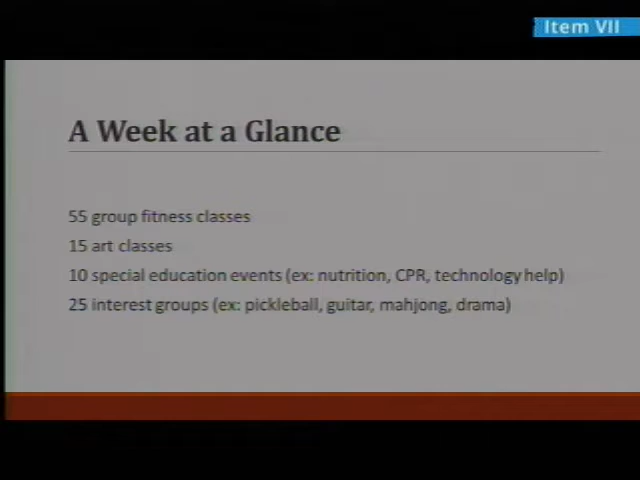 Item VII
A Week at a Glance
55 group fitness classes
15 art classes
10 special education events (ex: nutrition, CPR, technology help)
25 interest groups (ex: pickleball, guitar, mahjong, drama)